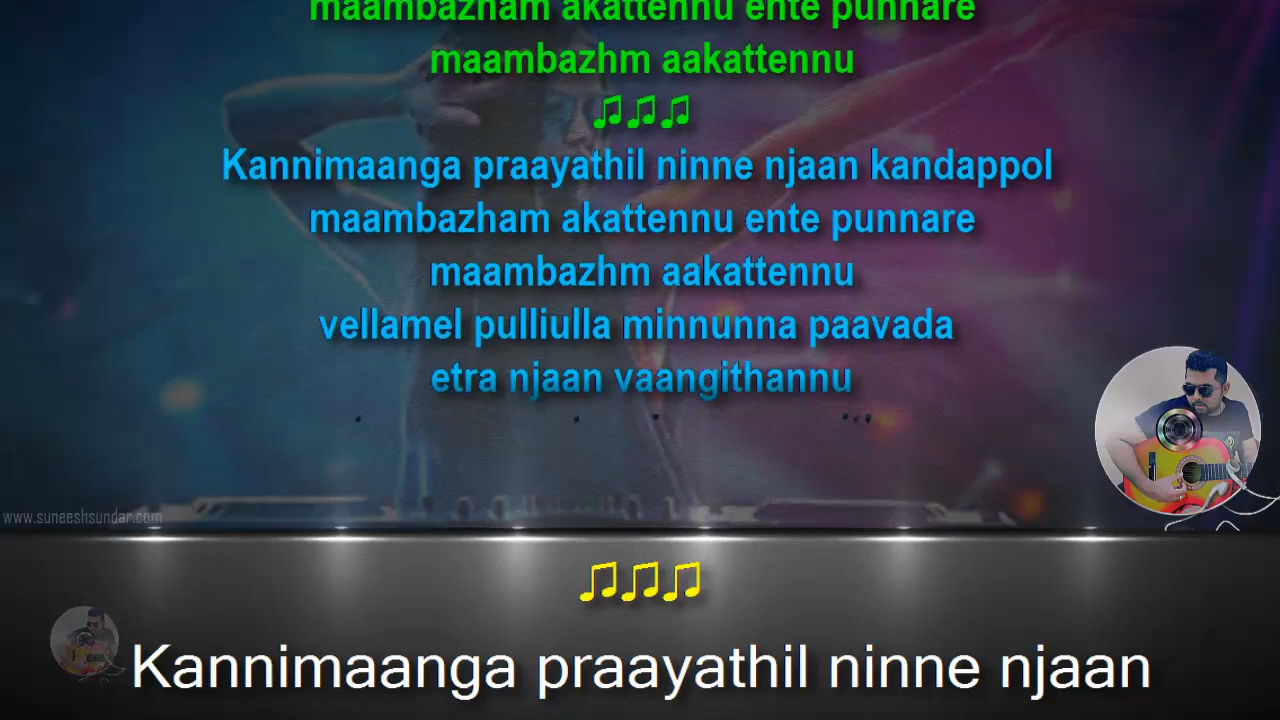 maambazham akattennu ente punnare
maambazhm aakattennu
♫♫♫
Kannimaanga praayathil ninne njaan kandappol
maambazham akattennu ente punnare
maambazhm aakattennu
vellamel pulliulla minnunna paavada
etra njaan vaangithannu
www.suneeshsundar.com
♫♫♫
Kannimaanga praayathil ninne njaan